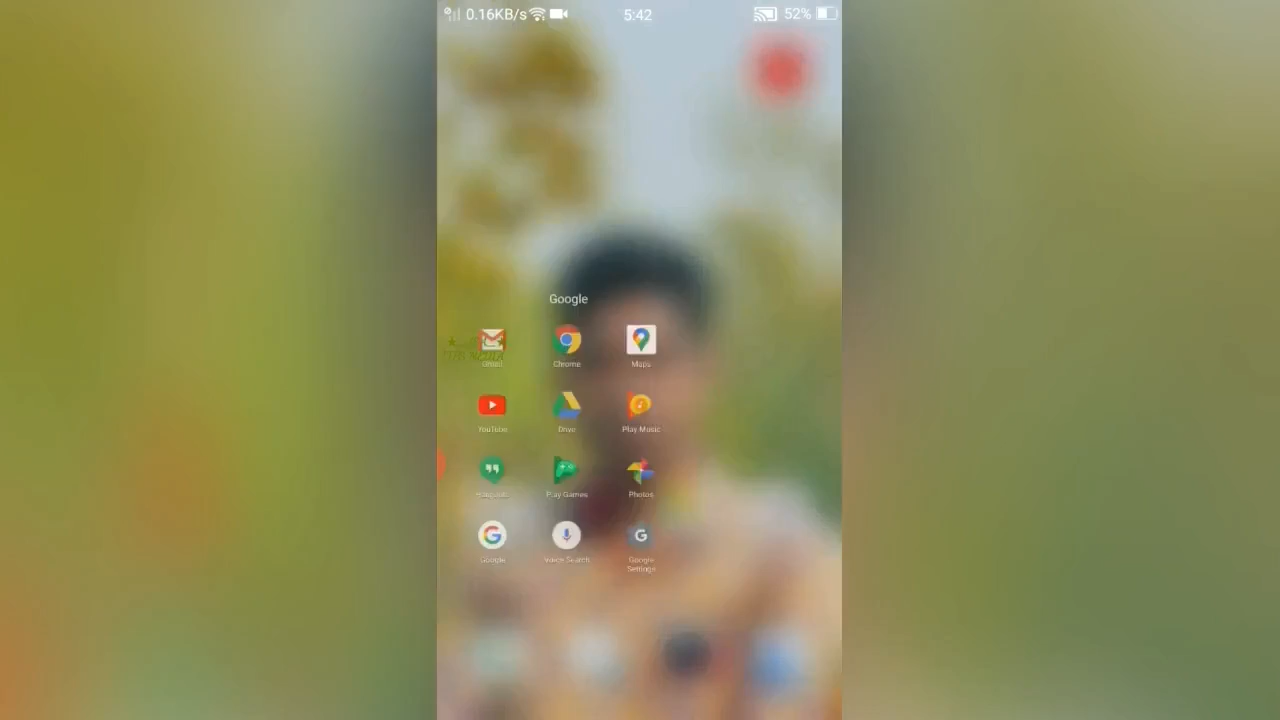 0.16KB/s 5:42 52%
Google
Gmail Chrome Maps
YouTube Drive Play Music
Hangouts Play Games Photos
Google Voice Search Google
Settings